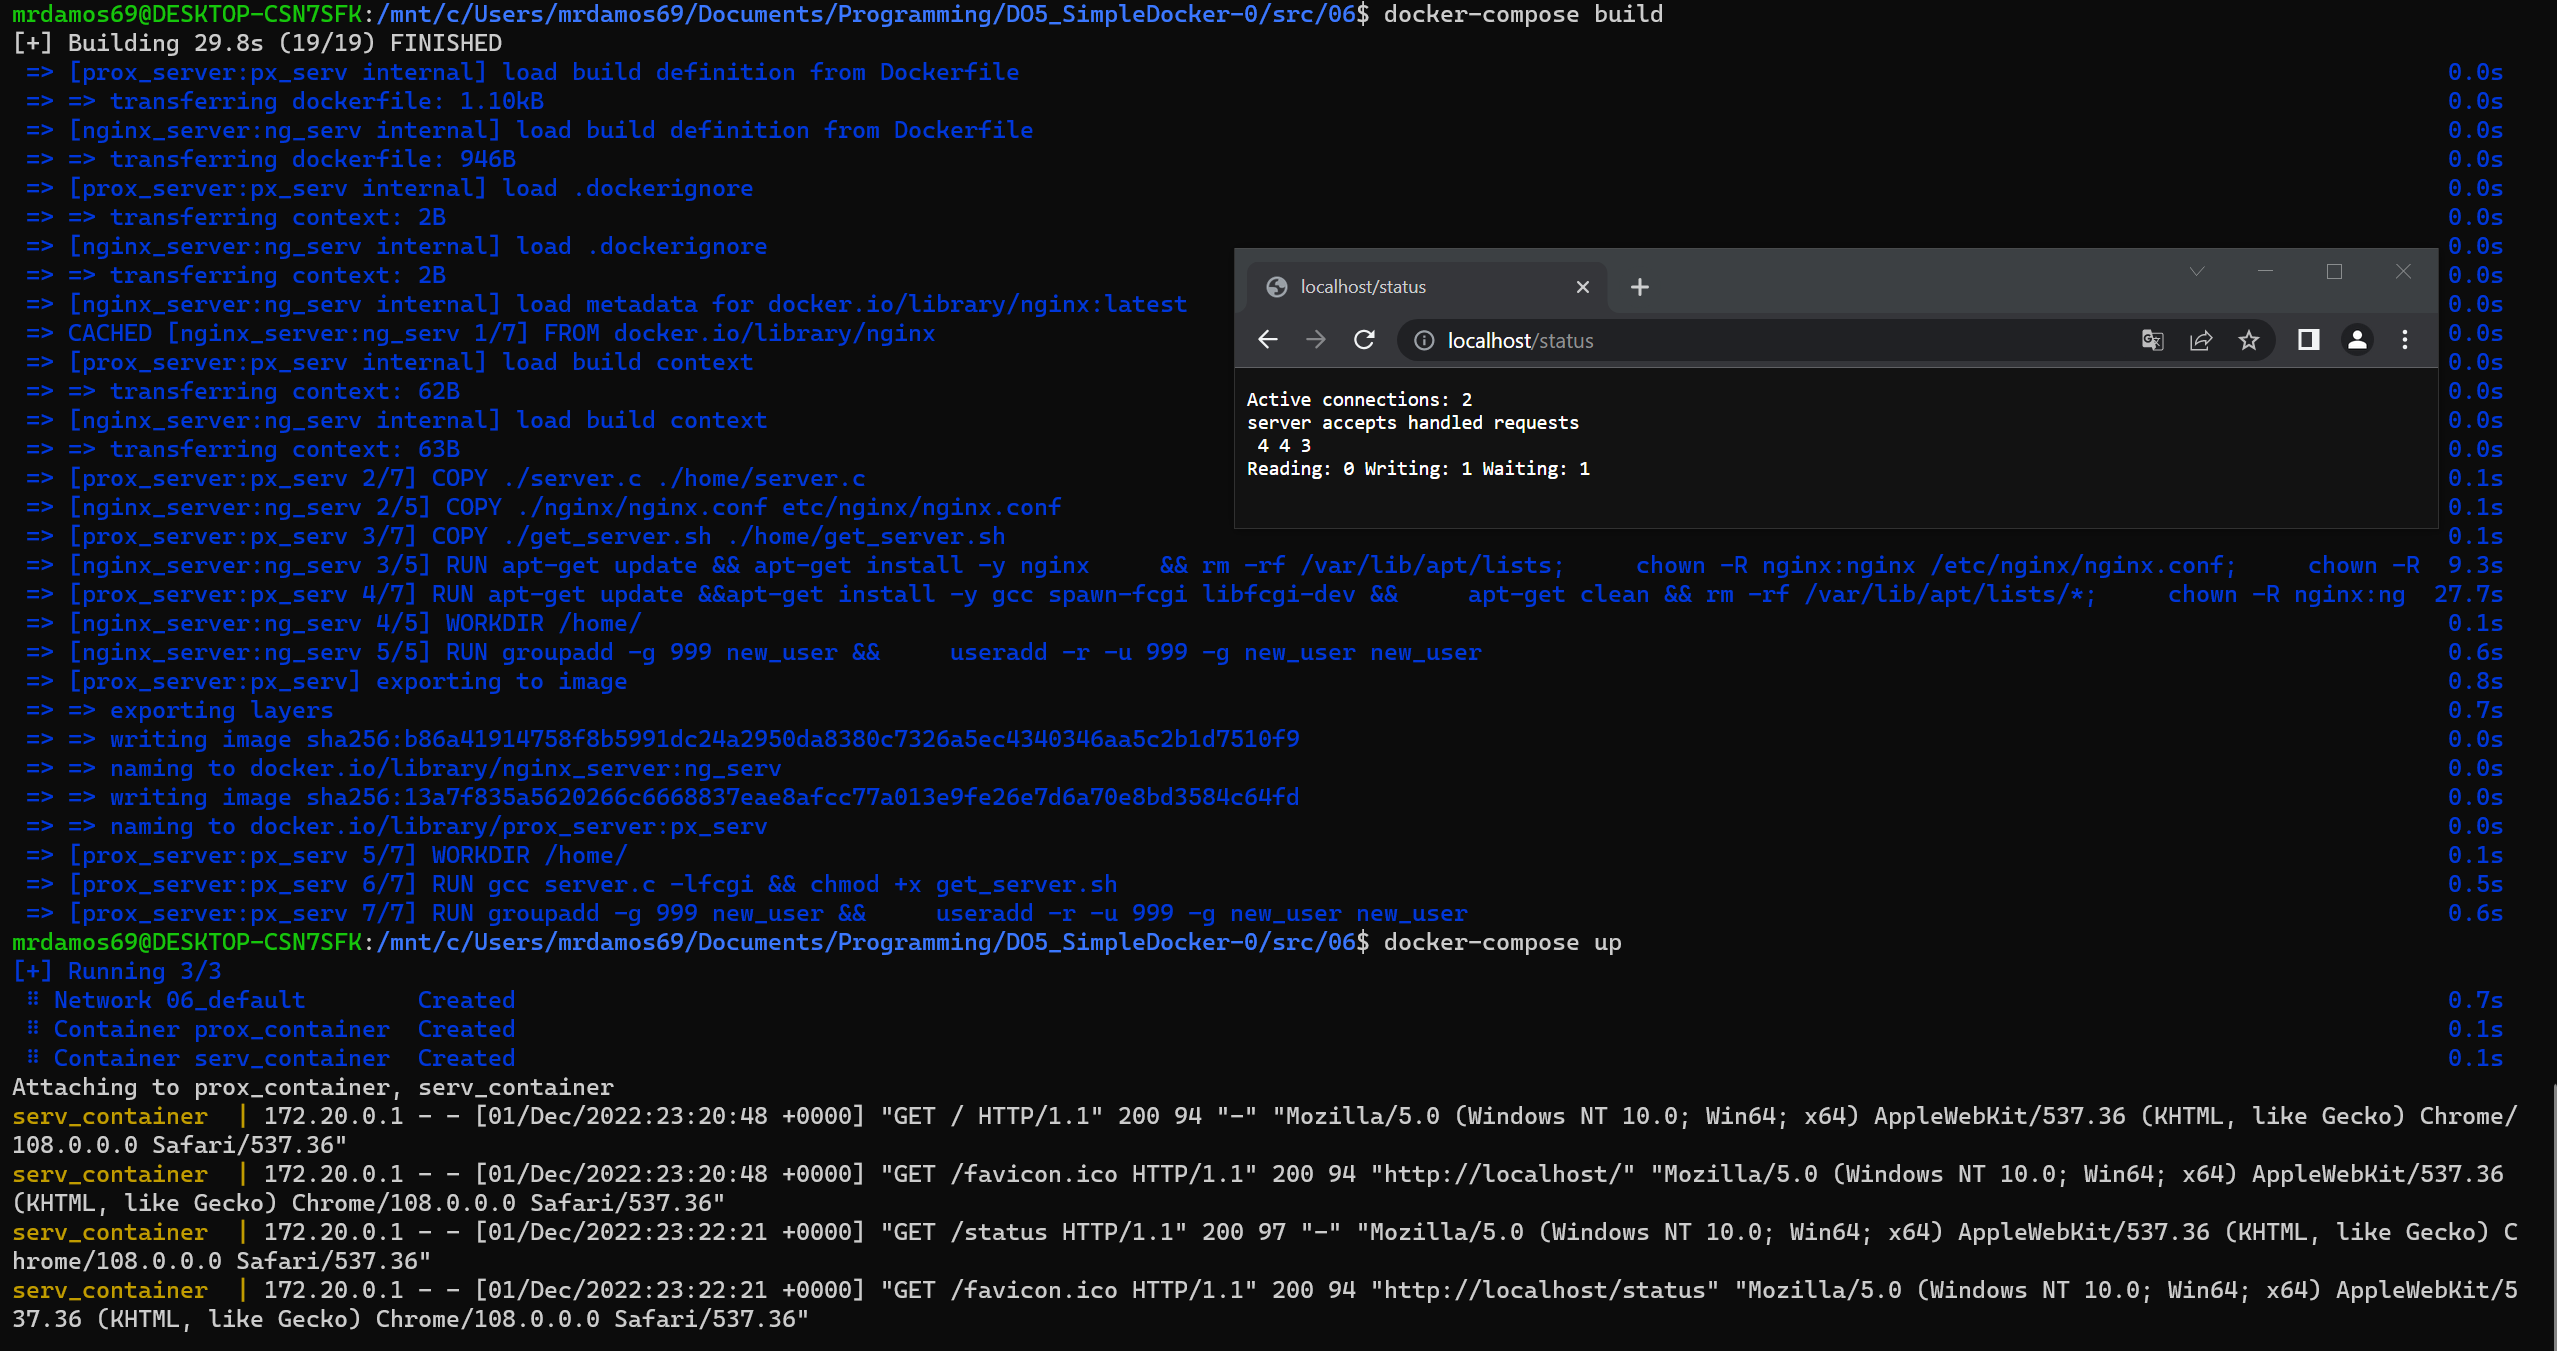 mrdamos69@DESKTOP-CSN7SFK:/mnt/c/Users/mrdamos69/Documents/Programming/DO5_SimpleDocker-0/src/06$ docker-compose build
[+] Building 29.8s (19/19) FINISHED
=> [prox_server:px_serv internal] load build definition from Dockerfile 0.0s
=> => transferring dockerfile: 1.10kB 0.0s
=> [nginx_server:ng_serv internal] load build definition from Dockerfile 0.0s
=> => transferring dockerfile: 946B 0.0s
=> [prox_server:px_serv internal] load .dockerignore 0.0s
=> => transferring context: 2B 0.0s
=> [nginx_server:ng_serv internal] load .dockerignore 0.0s
=> => transferring context: 2B 0.0s
=> [nginx_server:ng_serv internal] load metadata for docker.io/library/nginx:latest 0.0s
=> CACHED [nginx_server:ng_serv 1/7] FROM docker.io/library/nginx 0.0s
=> [prox_server:px_serv internal] load build context 0.0s
=> => transferring context: 62B 0.0s
=> [nginx_server:ng_serv internal] load build context 0.0s
=> => transferring context: 63B 0.0s
=> [prox_server:px_serv 2/7] COPY ./server.c ./home/server.c 0.1s
=> [nginx_server:ng_serv 2/5] COPY ./nginx/nginx.conf etc/nginx/nginx.conf 0.1s
=> [prox_server:px_serv 3/7] COPY ./get_server.sh ./home/get_server.sh 0.1s
=> [nginx_server:ng_serv 3/5] RUN apt-get update && apt-get install -y nginx     && rm -rf /var/lib/apt/lists;     chown -R nginx:nginx /etc/nginx/nginx.conf;     chown -R 9.3s
=> [prox_server:px_serv 4/7] RUN apt-get update &&apt-get install -y gcc spawn-fcgi libfcgi-dev &&     apt-get clean && rm -rf /var/lib/apt/lists/*;     chown -R nginx:ng 27.7s
=> [nginx_server:ng_serv 4/5] WORKDIR /home/ 0.1s
=> [nginx_server:ng_serv 5/5] RUN groupadd -g 999 new_user &&     useradd -r -u 999 -g new_user new_user 0.6s
=> [prox_server:px_serv] exporting to image 0.8s
=> => exporting layers 0.7s
=> => writing image sha256:b86a41914758f8b5991dc24a2950da8380c7326a5ec4340346aa5c2b1d7510f9 0.0s
=> => naming to docker.io/library/nginx_server:ng_serv 0.0s
=> => writing image sha256:13a7f835a5620266c6668837eae8afcc77a013e9fe26e7d6a70e8bd3584c64fd 0.0s
=> => naming to docker.io/library/prox_server:px_serv 0.0s
=> [prox_server:px_serv 5/7] WORKDIR /home/ 0.1s
=> [prox_server:px_serv 6/7] RUN gcc server.c -lfcgi && chmod +x get_server.sh 0.5s
=> [prox_server:px_serv 7/7] RUN groupadd -g 999 new_user &&     useradd -r -u 999 -g new_user new_user 0.6s
mrdamos69@DESKTOP-CSN7SFK:/mnt/c/Users/mrdamos69/Documents/Programming/DO5_SimpleDocker-0/src/06$ docker-compose up
[+] Running 3/3
⠿ Network 06_default        Created 0.7s
⠿ Container prox_container  Created 0.1s
⠿ Container serv_container  Created 0.1s
Attaching to prox_container, serv_container
serv_container  | 172.20.0.1 - - [01/Dec/2022:23:20:48 +0000] "GET / HTTP/1.1" 200 94 "-" "Mozilla/5.0 (Windows NT 10.0; Win64; x64) AppleWebKit/537.36 (KHTML, like Gecko) Chrome/
108.0.0.0 Safari/537.36"
serv_container  | 172.20.0.1 - - [01/Dec/2022:23:20:48 +0000] "GET /favicon.ico HTTP/1.1" 200 94 "http://localhost/" "Mozilla/5.0 (Windows NT 10.0; Win64; x64) AppleWebKit/537.36
(KHTML, like Gecko) Chrome/108.0.0.0 Safari/537.36"
serv_container  | 172.20.0.1 - - [01/Dec/2022:23:22:21 +0000] "GET /status HTTP/1.1" 200 97 "-" "Mozilla/5.0 (Windows NT 10.0; Win64; x64) AppleWebKit/537.36 (KHTML, like Gecko) C
hrome/108.0.0.0 Safari/537.36"
serv_container  | 172.20.0.1 - - [01/Dec/2022:23:22:21 +0000] "GET /favicon.ico HTTP/1.1" 200 94 "http://localhost/status" "Mozilla/5.0 (Windows NT 10.0; Win64; x64) AppleWebKit/5
37.36 (KHTML, like Gecko) Chrome/108.0.0.0 Safari/537.36"
localhost/status
localhost/status
Active connections: 2
server accepts handled requests
4 4 3
Reading: 0 Writing: 1 Waiting: 1